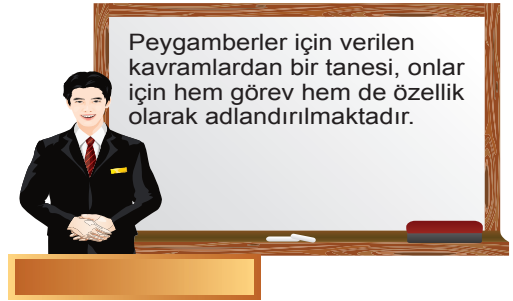 Peygamberler için verilen
kavramlardan bir tanesi, onlar
için hem görev hem de özellik
olarak adlandırılmaktadır.